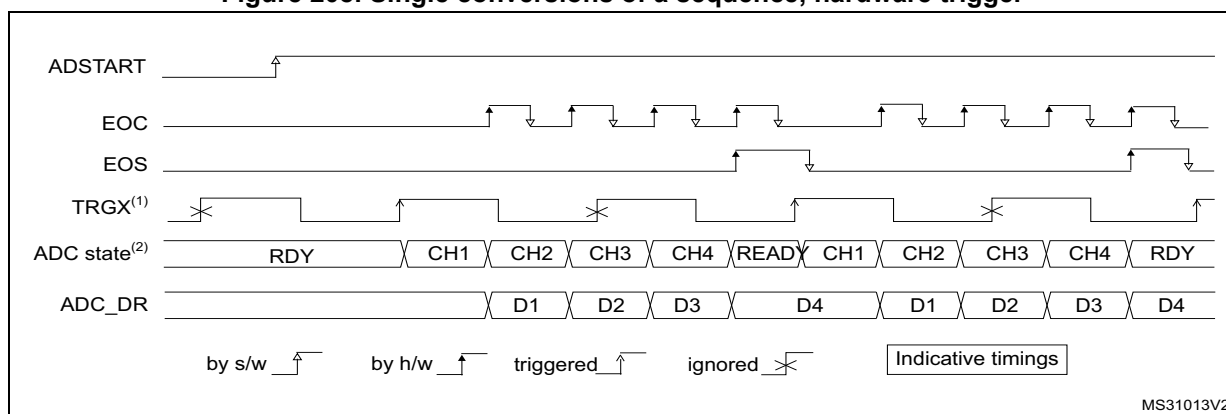 Figure 205. Single conversions of a sequence, hardware trigger
ADSTART
EOC
EOS
TRGX(1)
ADC state(2) RDY CH1 CH2 CH3 CH4 READY CH1 CH2 CH3 CH4 RDY
ADC_DR D1 D2 D3 D4 D1 D2 D3 D4
by s/w by h/w triggered ignored Indicative timings
MS31013V2